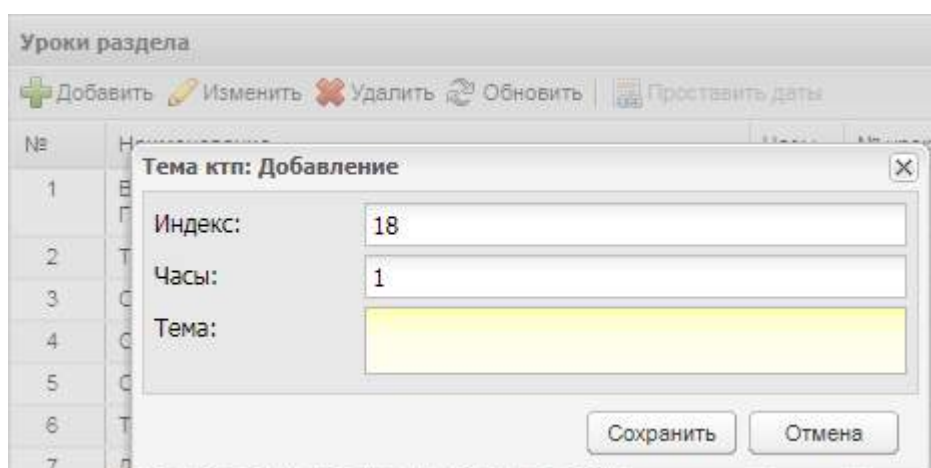 Уроки раздела
Добавить Изменить Удалить Обновить Проставить даты
№
Тема ктп: Добавление
1
Индекс: 18
2
Часы: 1
3
Тема:
4
5
6
Сохранить Отмена
7